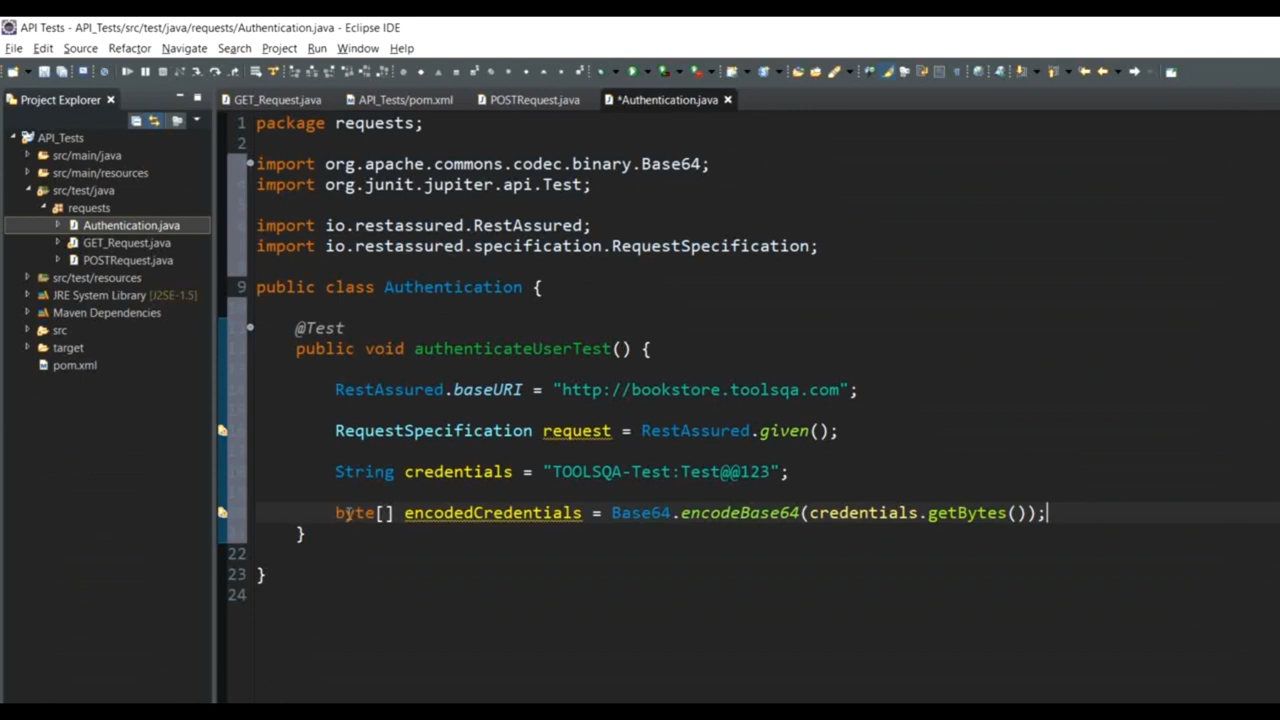 API Tests - API_Tests/src/test/java/requests/Authentication.java - Eclipse IDE
File Edit Source Refactor Navigate Search Project Run Window Help
Project Explorer
GET_Request.java API_Tests/pom.xml POSTRequest.java *Authentication.java
API_Tests
src/main/java
src/main/resources
src/test/java
requests
Authentication.java
GET_Request.java
POSTRequest.java
src/test/resources
JRE System Library [J2SE-1.5]
Maven Dependencies
src
target
pom.xml
1 package requests;
2
import org.apache.commons.codec.binary.Base64;
import org.junit.jupiter.api.Test;
import io.restassured.RestAssured;
import io.restassured.specification.RequestSpecification;
9 public class Authentication {
@Test
public void authenticateUserTest() {
RestAssured.baseURI = "http://bookstore.toolsqa.com";
RequestSpecification request = RestAssured.given();
String credentials = "TOOLSQA-Test:Test@@123";
byte[] encodedCredentials = Base64.encodeBase64(credentials.getBytes());
}
22
23 }
24